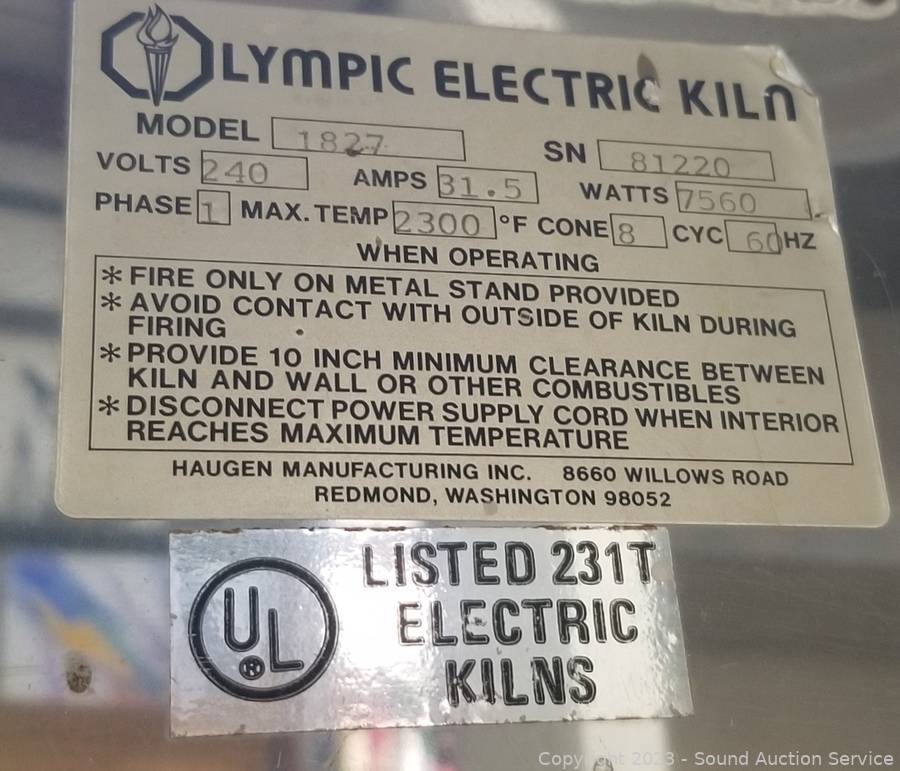 OLYMPIC ELECTRIC KILN
MODEL 1827 SN 81220
VOLTS 240 AMPS 31.5 WATTS 7560
PHASE 1 MAX. TEMP 2300 °F CONE 8 CYC 60 HZ
WHEN OPERATING
* FIRE ONLY ON METAL STAND PROVIDED
* AVOID CONTACT WITH OUTSIDE OF KILN DURING
FIRING
* PROVIDE 10 INCH MINIMUM CLEARANCE BETWEEN
KILN AND WALL OR OTHER COMBUSTIBLES
* DISCONNECT POWER SUPPLY CORD WHEN INTERIOR
REACHES MAXIMUM TEMPERATURE
HAUGEN MANUFACTURING INC. 8660 WILLOWS ROAD
REDMOND, WASHINGTON 98052
UL®
LISTED 231T
ELECTRIC
KILNS
Copyright 2023 - Sound Auction Service